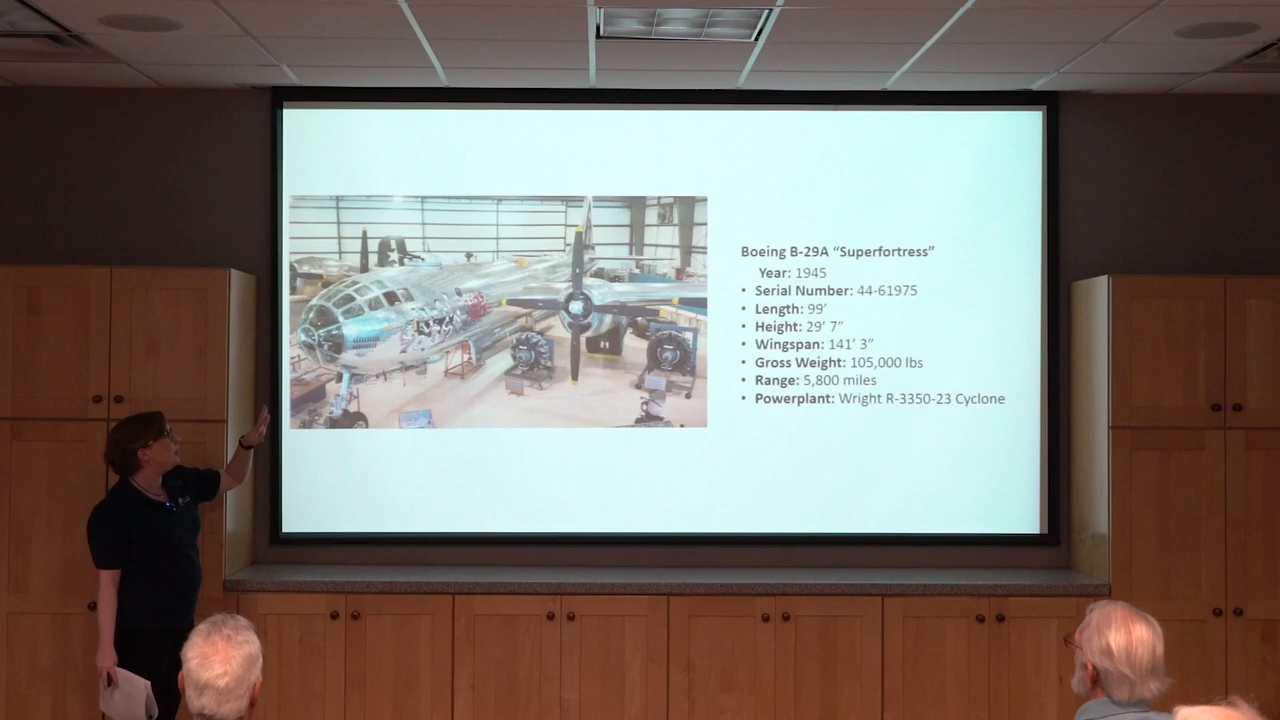 Boeing B-29A “Superfortress”
Year: 1945
• Serial Number: 44-61975
• Length: 99’
• Height: 29’ 7”
• Wingspan: 141’ 3”
• Gross Weight: 105,000 lbs
• Range: 5,800 miles
• Powerplant: Wright R-3350-23 Cyclone